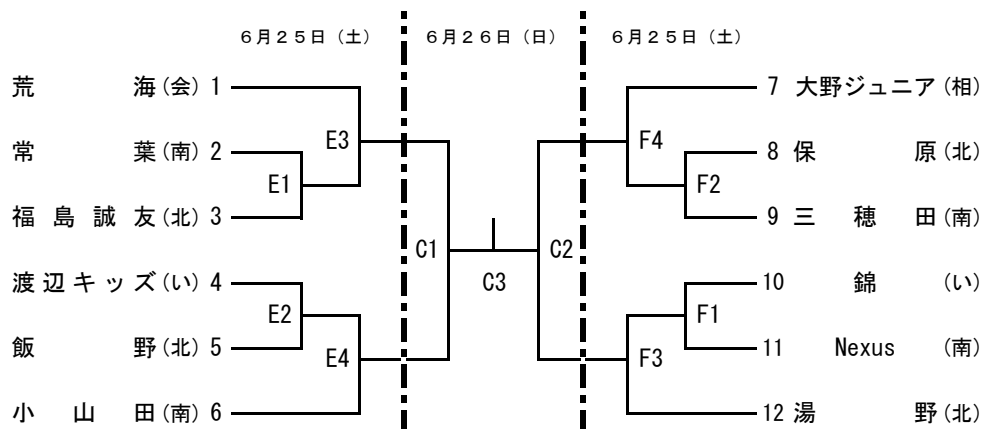 ６月２５日（土） ６月２６日（日） ６月２５日（土）
荒海(会) 1 7 大野ジュニア(相)
E3 F4
常葉(南) 2 8 保原(北)
E1 F2
福島誠友(北) 3 9 三穂田(南)
C1 C2
C3
渡辺キッズ(い) 4 10 錦(い)
E2 F1
飯野(北) 5 11 Nexus (南)
E4 F3
小山田(南) 6 12 湯野(北)